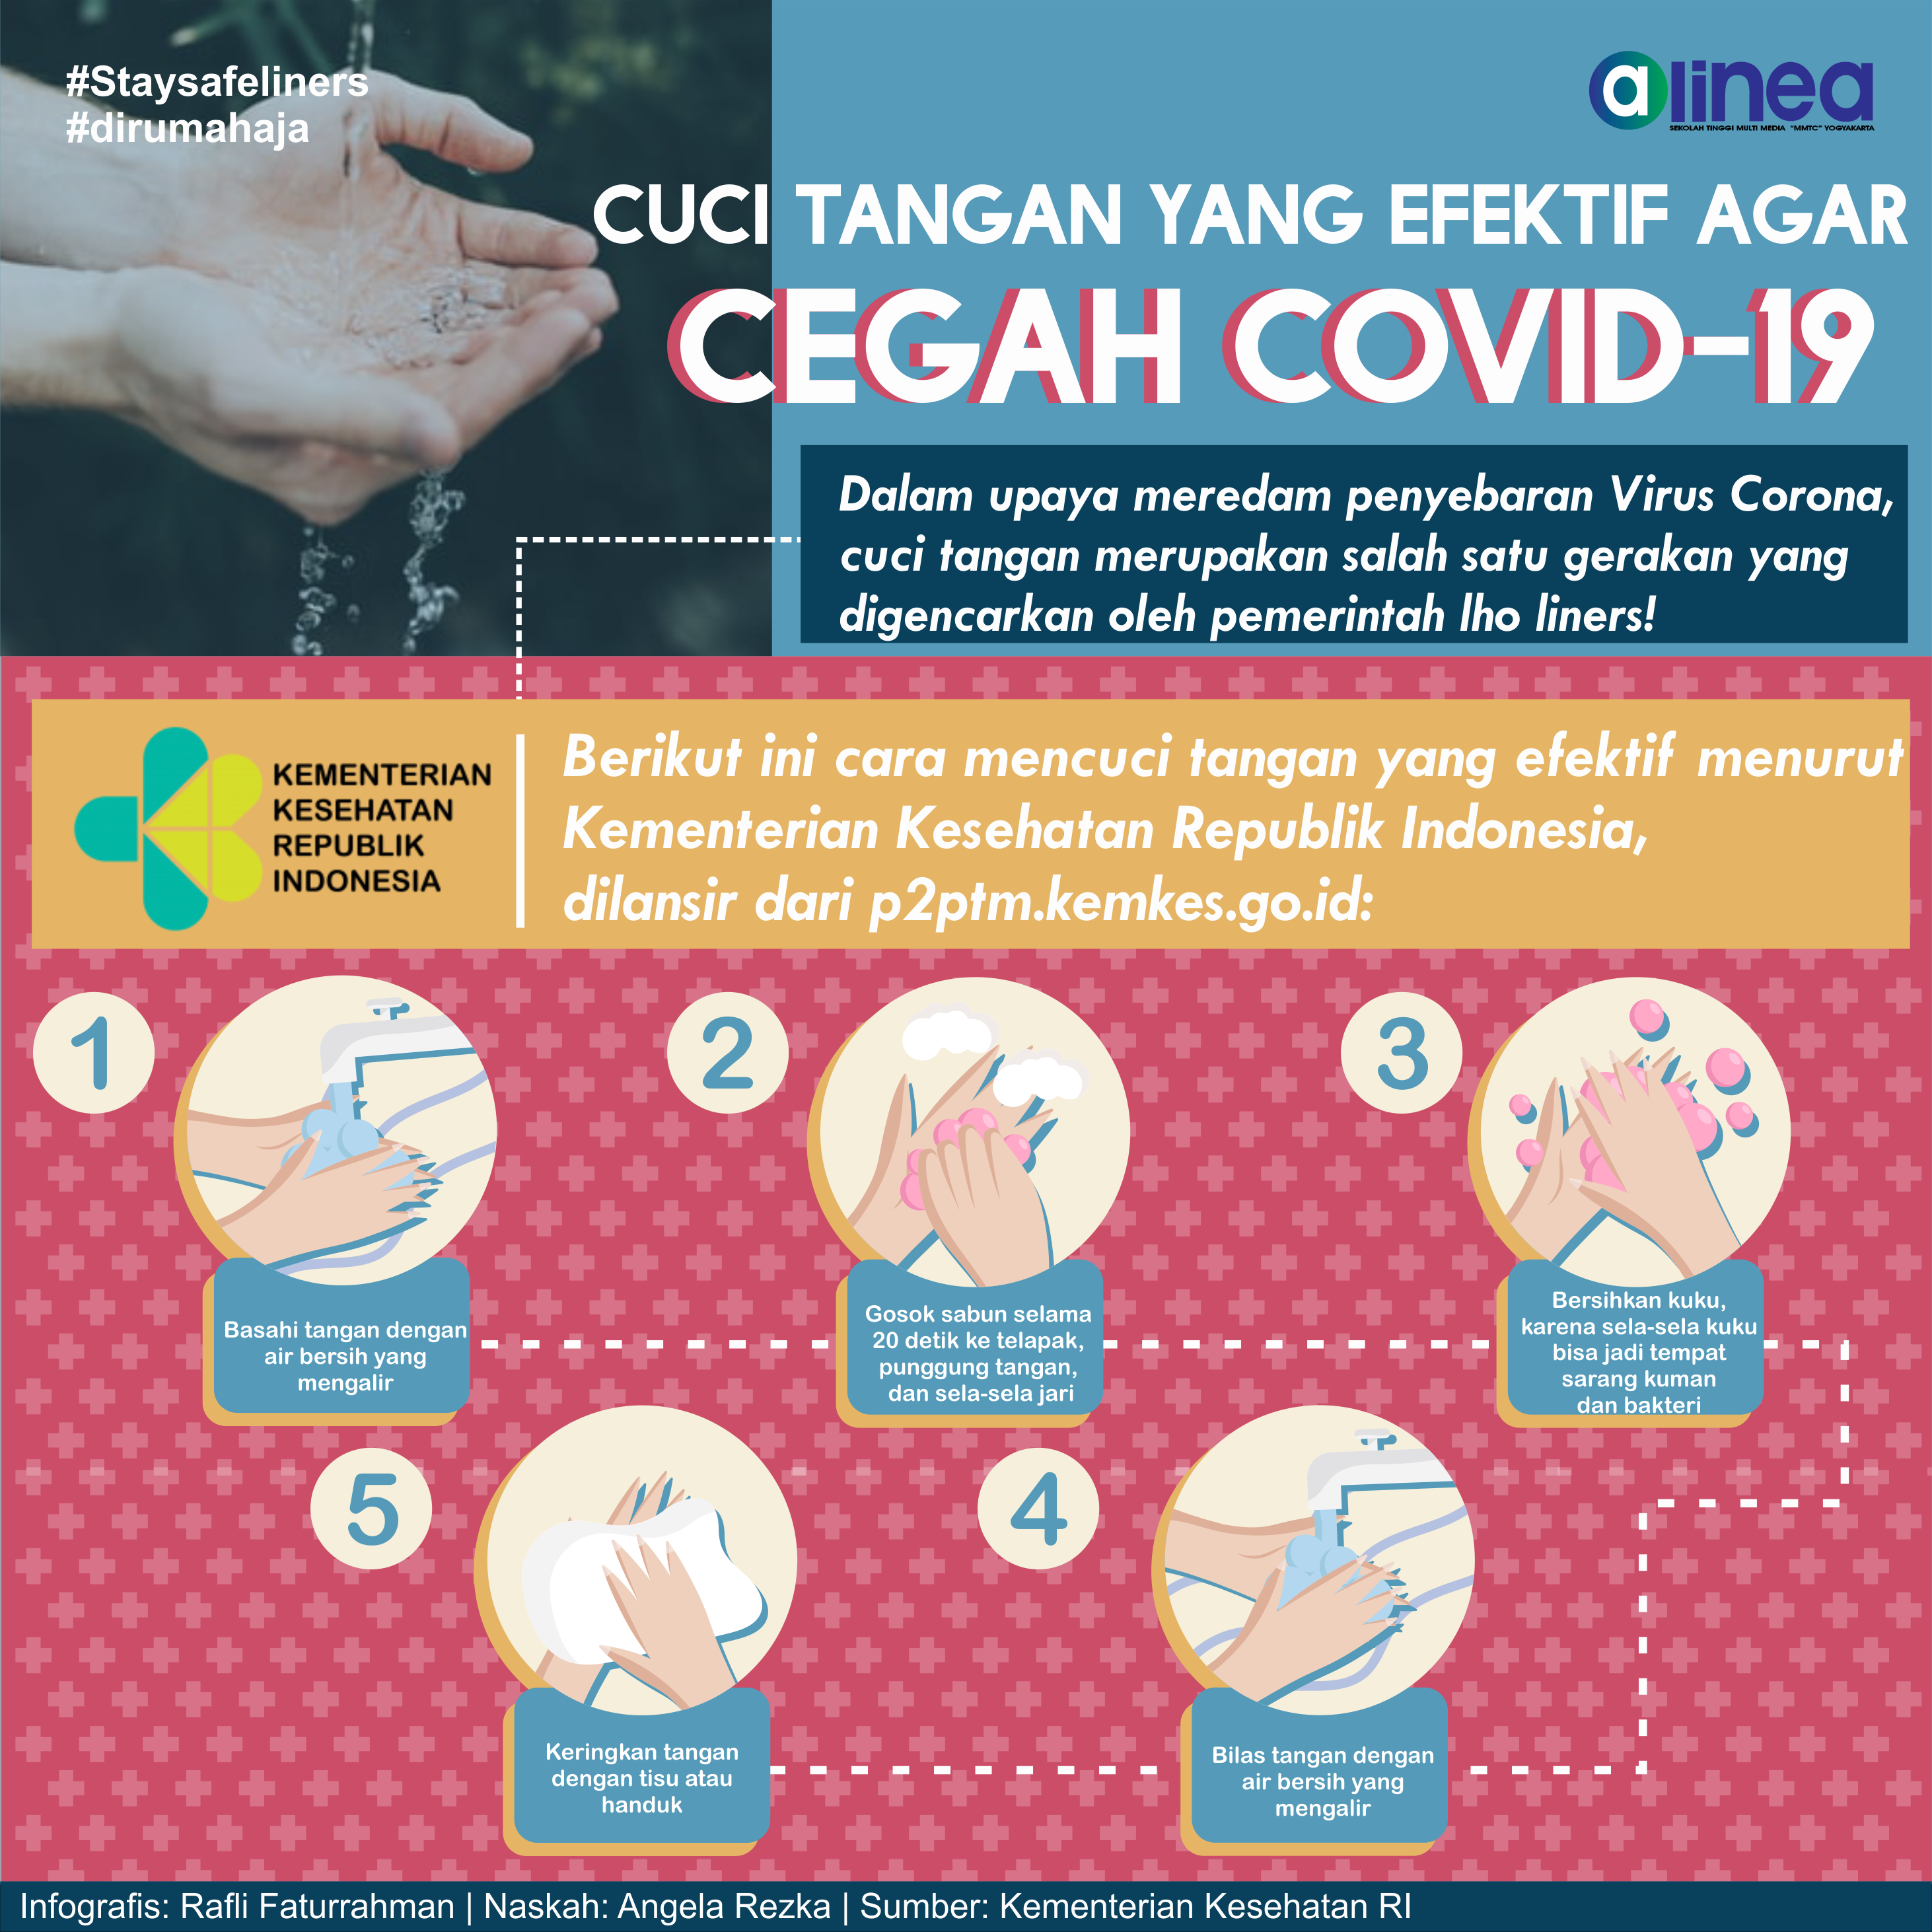 #Staysafeliners
#dirumahaja
alinea
SEKOLAH TINGGI MULTI MEDIA "MMTC" YOGYAKARTA
CUCI TANGAN YANG EFEKTIF AGAR
CEGAH COVID-19
Dalam upaya meredam penyebaran Virus Corona,
cuci tangan merupakan salah satu gerakan yang
digencarkan oleh pemerintah lho liners!
KEMENTERIAN
KESEHATAN
REPUBLIK
INDONESIA
Berikut ini cara mencuci tangan yang efektif menurut
Kementerian Kesehatan Republik Indonesia,
dilansir dari p2ptm.kemkes.go.id:
1
Basahi tangan dengan
air bersih yang
mengalir
2
Gosok sabun selama
20 detik ke telapak,
punggung tangan,
dan sela-sela jari
3
Bersihkan kuku,
karena sela-sela kuku
bisa jadi tempat
sarang kuman
dan bakteri
4
Bilas tangan dengan
air bersih yang
mengalir
5
Keringkan tangan
dengan tisu atau
handuk
Infografis: Rafli Faturrahman | Naskah: Angela Rezka | Sumber: Kementerian Kesehatan RI